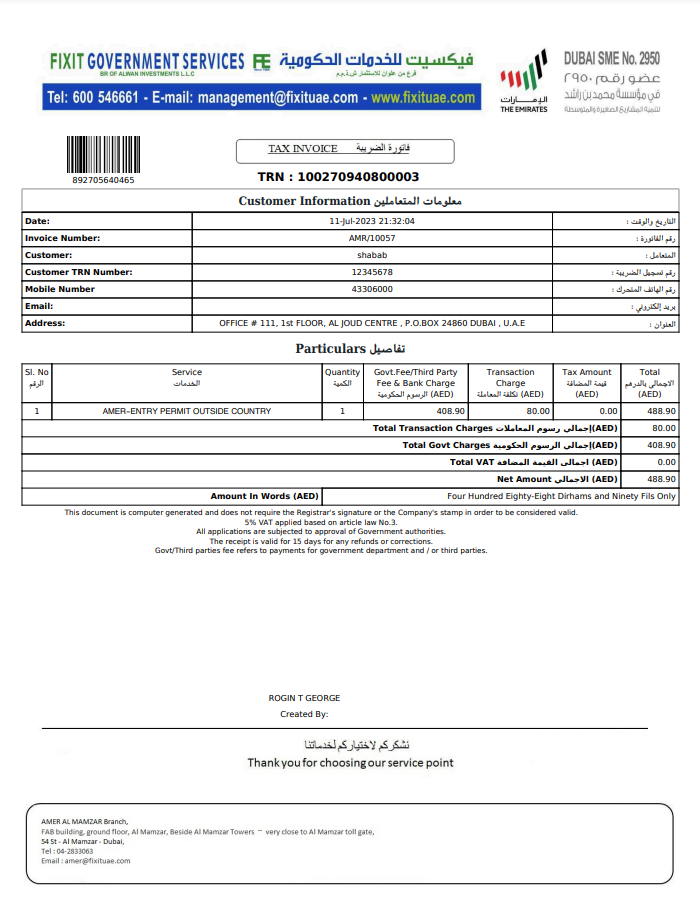 FIXIT GOVERNMENT SERVICES فيكسيت للخدمات الحكومية
BR OF ALWAN INVESTMENTS L.L.C فرع من علوان للاستثمار ش.ذ.م.م
Tel: 600 546661 - E-mail: management@fixituae.com - www.fixituae.com
الإمارات
THE EMIRATES
DUBAI SME No. 2950
عضو رقم ٢٩٥٠
في مؤسسة محمد بن راشد
لتنمية المشاريع الصغيرة والمتوسطة
892705640465
TAX INVOICE فاتورة الضريبة
TRN : 100270940800003
Customer Information معلومات المتعاملين
Date: 11-Jul-2023 21:32:04 التاريخ والوقت :
Invoice Number: AMR/10057 رقم الفاتورة :
Customer: shabab المتعامل :
Customer TRN Number: 12345678 رقم تسجيل الضريبة :
Mobile Number 43306000 رقم الهاتف المتحرك :
Email: بريد إلكتروني :
Address: OFFICE # 111, 1st FLOOR, AL JOUD CENTRE , P.O.BOX 24860 DUBAI , U.A.E العنوان :
Particulars تفاصيل
Sl. No الرقم
Service الخدمات
Quantity الكمية
Govt.Fee/Third Party Fee & Bank Charge الرسوم الحكومية (AED)
Transaction Charge تكلفة المعاملة (AED)
Tax Amount قيمة المضافة (AED)
Total الاجمالي بالدرهم (AED)
1 AMER–ENTRY PERMIT OUTSIDE COUNTRY 1 408.90 80.00 0.00 488.90
Total Transaction Charges إجمالي رسوم المعاملات(AED) 80.00
Total Govt Charges إجمالي الرسوم الحكومية (AED) 408.90
Total VAT اجمالى القيمة المضافة (AED) 0.00
Net Amount الاجمالي (AED) 488.90
Amount In Words (AED) Four Hundred Eighty-Eight Dirhams and Ninety Fils Only
This document is computer generated and does not require the Registrar's signature or the Company's stamp in order to be considered valid.
5% VAT applied based on article law No.3.
All applications are subjected to approval of Government authorities.
The receipt is valid for 15 days for any refunds or corrections.
Govt/Third parties fee refers to payments for government department and / or third parties.
ROGIN T GEORGE
Created By:
نشكركم لاختياركم لخدماتنا
Thank you for choosing our service point
AMER AL MAMZAR Branch,
FAB building, ground floor, Al Mamzar, Beside Al Mamzar Towers – very close to Al Mamzar toll gate,
54 St - Al Mamzar - Dubai,
Tel : 04-2833063
Email : amer@fixituae.com